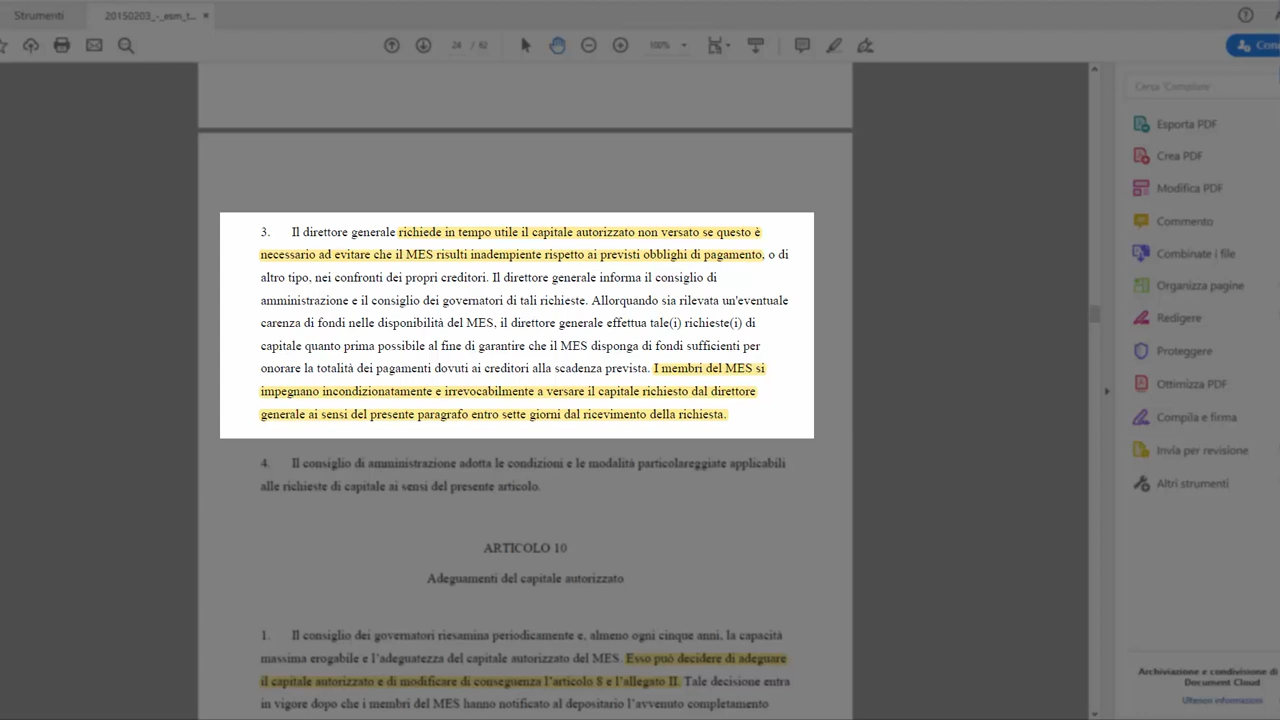 Strumenti
20150203_-_esm_t... ×
24 / 62
100%
3. Il direttore generale richiede in tempo utile il capitale autorizzato non versato se questo è
necessario ad evitare che il MES risulti inadempiente rispetto ai previsti obblighi di pagamento, o di
altro tipo, nei confronti dei propri creditori. Il direttore generale informa il consiglio di
amministrazione e il consiglio dei governatori di tali richieste. Allorquando sia rilevata un'eventuale
carenza di fondi nelle disponibilità del MES, il direttore generale effettua tale(i) richieste(i) di
capitale quanto prima possibile al fine di garantire che il MES disponga di fondi sufficienti per
onorare la totalità dei pagamenti dovuti ai creditori alla scadenza prevista. I membri del MES si
impegnano incondizionatamente e irrevocabilmente a versare il capitale richiesto dal direttore
generale ai sensi del presente paragrafo entro sette giorni dal ricevimento della richiesta.
4. Il consiglio di amministrazione adotta le condizioni e le modalità particolareggiate applicabili
alle richieste di capitale ai sensi del presente articolo.
ARTICOLO 10
Adeguamenti del capitale autorizzato
1. Il consiglio dei governatori riesamina periodicamente e, almeno ogni cinque anni, la capacità
massima erogabile e l'adeguatezza del capitale autorizzato del MES. Esso può decidere di adeguare
il capitale autorizzato e di modificare di conseguenza l'articolo 8 e l'allegato II. Tale decisione entra
in vigore dopo che i membri del MES hanno notificato al depositario l'avvenuto completamento
Con
Cerca 'Compilare'
Esporta PDF
Crea PDF
Modifica PDF
Commento
Combinate i file
Organizza pagine
Redigere
Proteggere
Ottimizza PDF
Compila e firma
Invia per revisione
Altri strumenti
Archiviazione e condivisione di
Document Cloud
Ulteriori informazioni